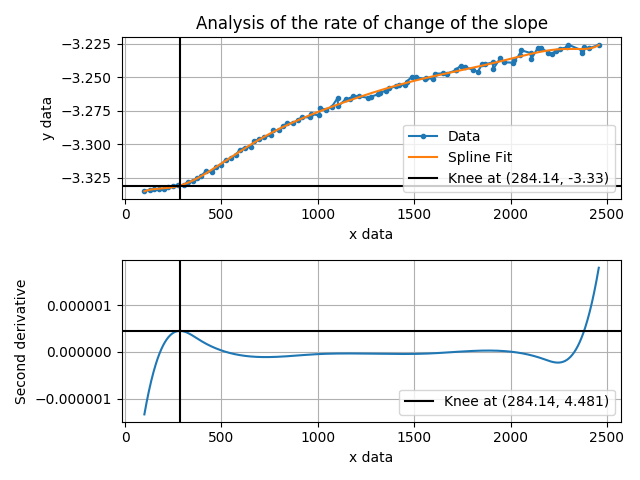 Analysis of the rate of change of the slope
−3.225
−3.250
−3.275
−3.300
−3.325
y data
Data
Spline Fit
Knee at (284.14, -3.33)
0 500 1000 1500 2000 2500
x data
0.000001
0.000000
−0.000001
Second derivative
Knee at (284.14, 4.481)
0 500 1000 1500 2000 2500
x data